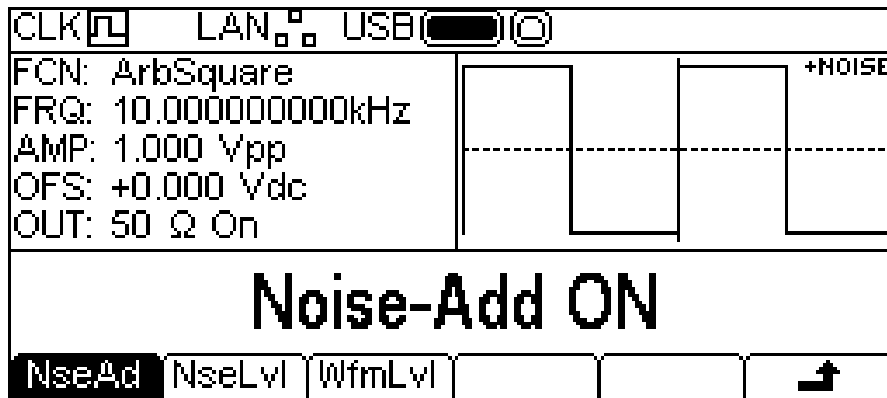 CLK LAN USB
FCN: ArbSquare
+NOISE
FRQ: 10.000000000kHz
AMP: 1.000 Vpp
OFS: +0.000 Vdc
OUT: 50 Ω On
Noise-Add ON
NseAd NseLvl WfmLvl